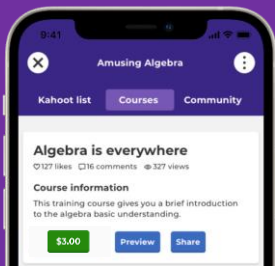 9:41
Amusing Algebra
Kahoot list Courses Community
Algebra is everywhere
127 likes 16 comments 327 views
Course information
This training course gives you a brief introduction
to the algebra basic understanding.
$3.00 Preview Share